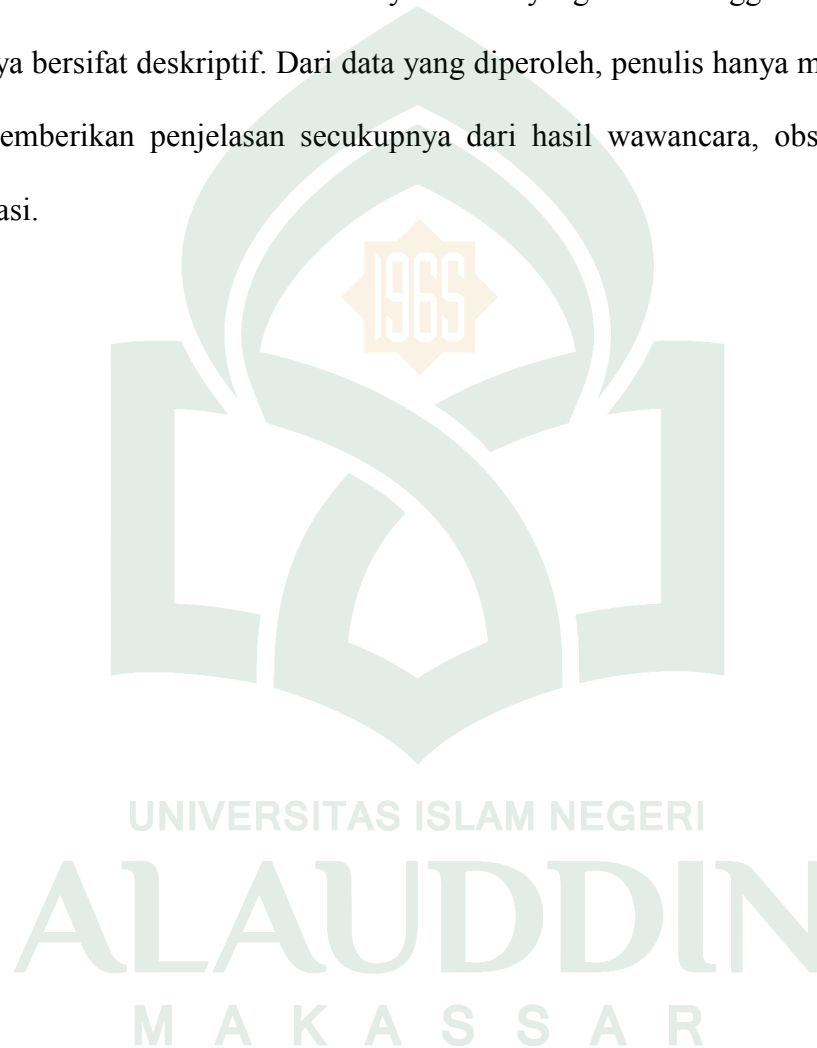 ya bersifat deskriptif. Dari data yang diperoleh, penulis hanya m
emberikan penjelasan secukupnya dari hasil wawancara, obs
asi.
1965
UNIVERSITAS ISLAM NEGERI
ALAUDDIN
MAKASSAR